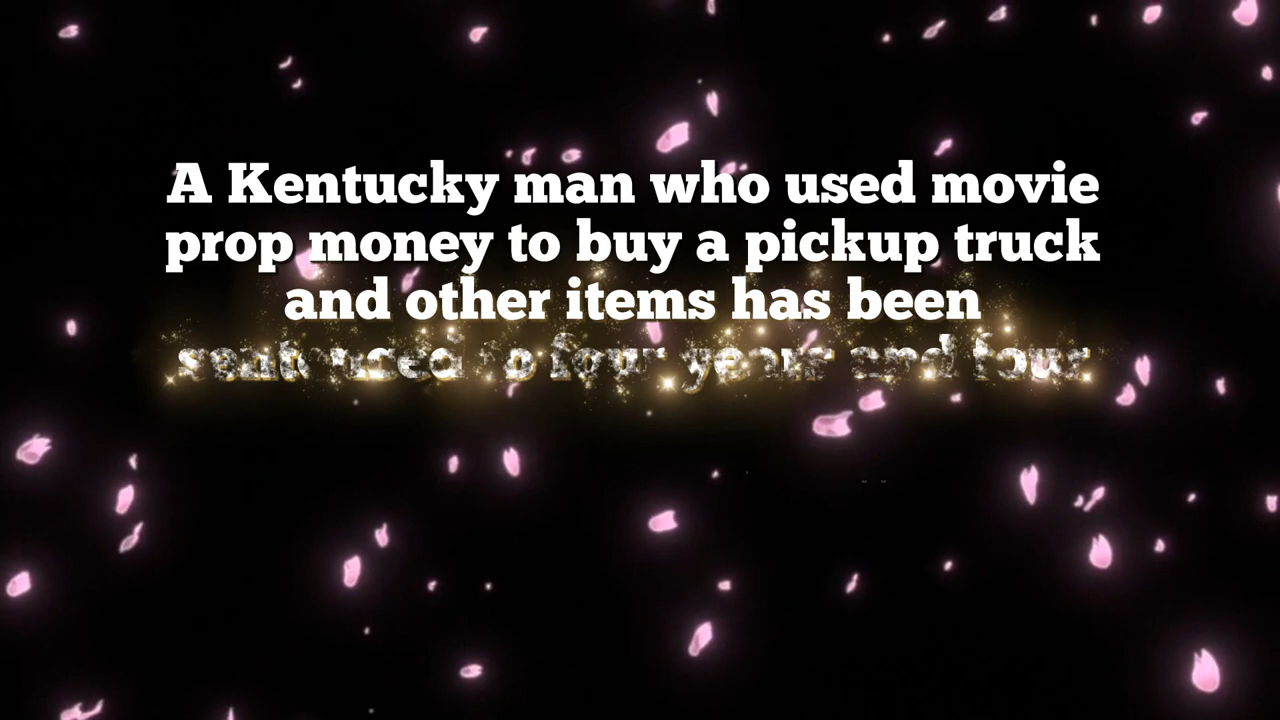 A Kentucky man who used movie
prop money to buy a pickup truck
and other items has been
sentenced to four years and four